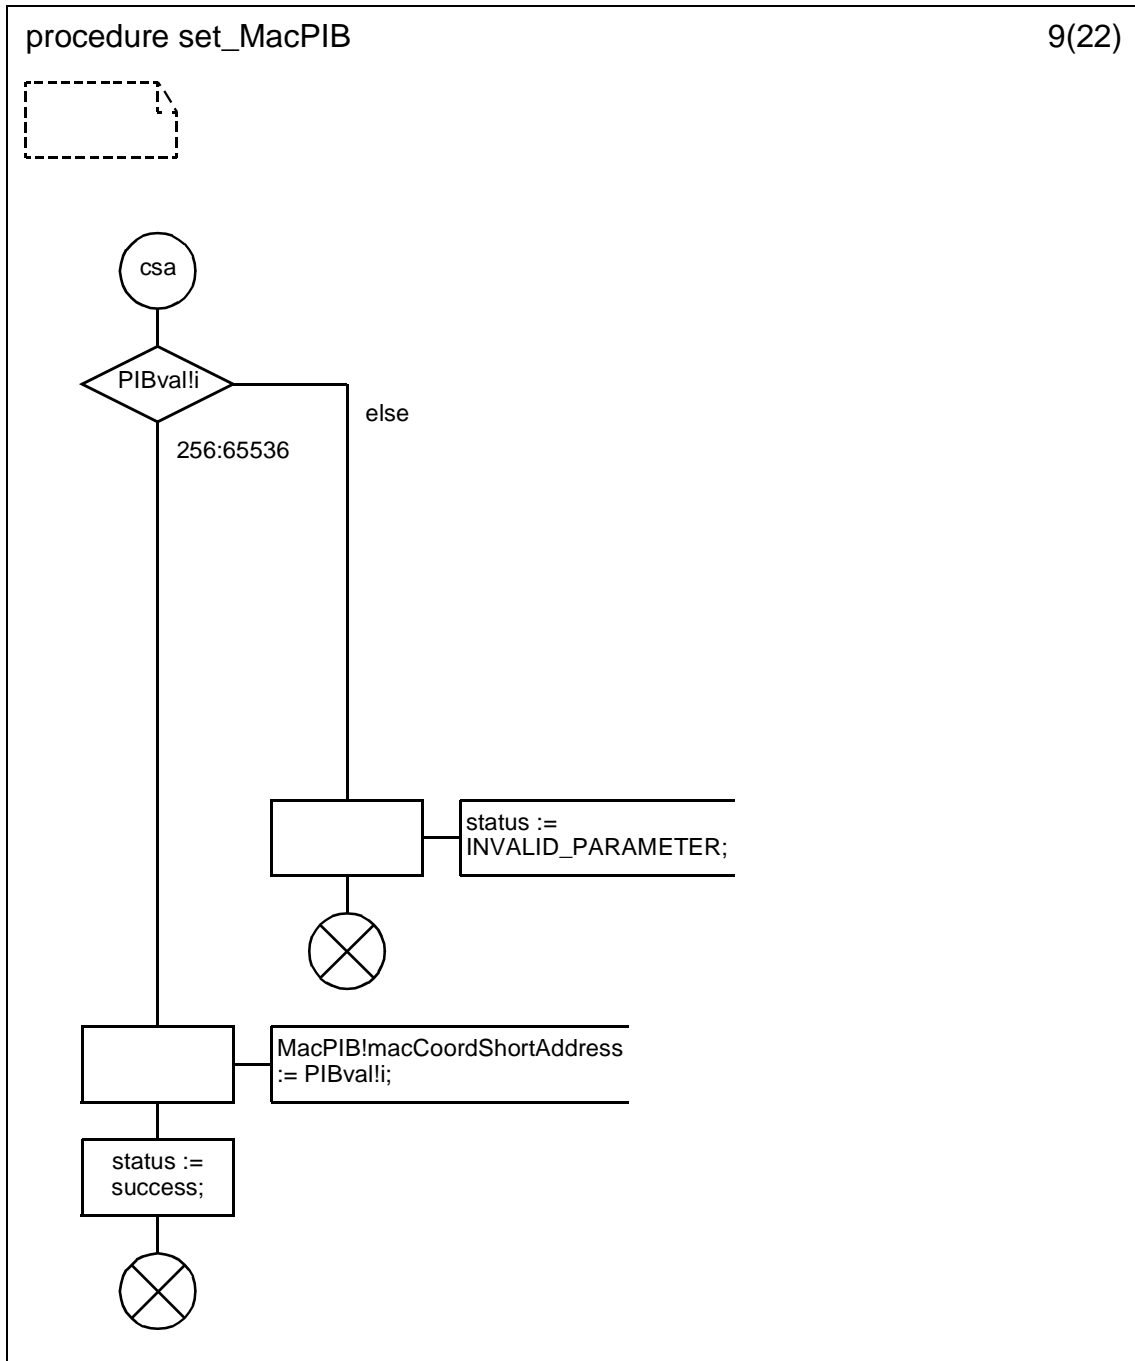 procedure set_MacPIB
9(22)
csa
PIBval!i
else
256:65536
status :=
INVALID_PARAMETER;
MacPIB!macCoordShortAddress
:= PIBval!i;
status :=
success;